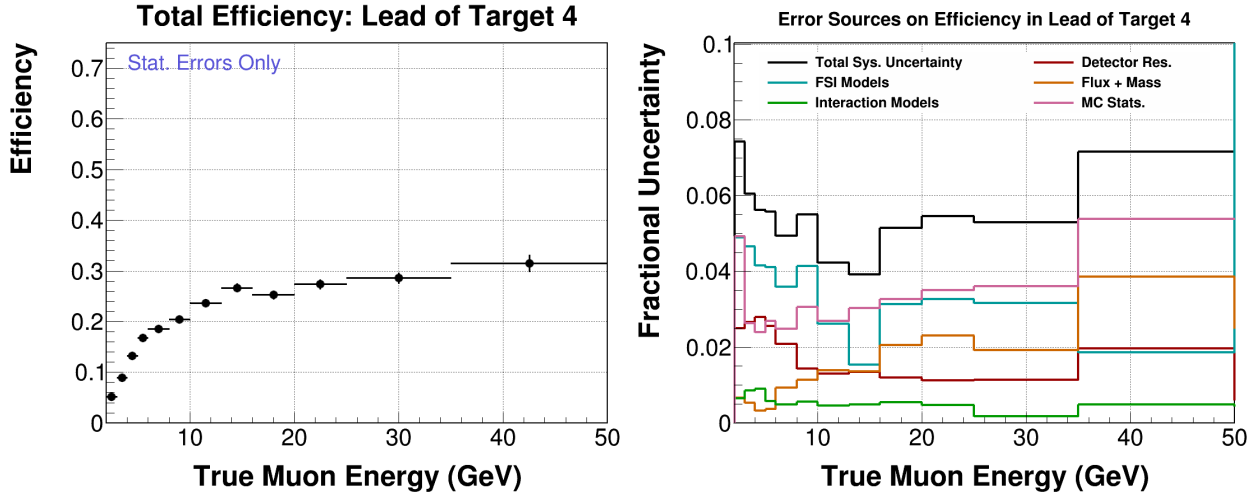 Total Efficiency: Lead of Target 4
Stat. Errors Only
Efficiency
0.7
0.6
0.5
0.4
0.3
0.2
0.1
0
10
20
30
40
50
True Muon Energy (GeV)
Error Sources on Efficiency in Lead of Target 4
Total Sys. Uncertainty
FSI Models
Interaction Models
Detector Res.
Flux + Mass
MC Stats.
Fractional Uncertainty
0.1
0.08
0.06
0.04
0.02
0
10
20
30
40
50
True Muon Energy (GeV)